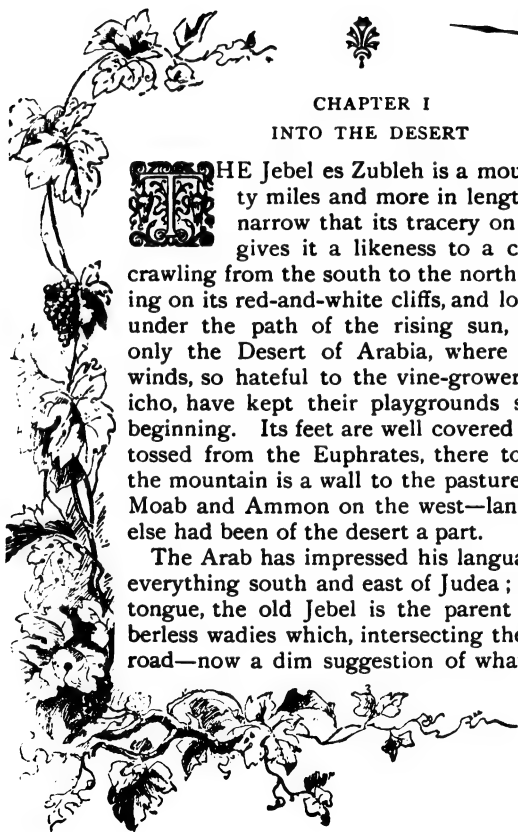 CHAPTER I
INTO THE DESERT
THE Jebel es Zubleh is a mou
ty miles and more in lengt
narrow that its tracery on
gives it a likeness to a c
crawling from the south to the north
ing on its red-and-white cliffs, and lo
under the path of the rising sun,
only the Desert of Arabia, where
winds, so hateful to the vine-grower
icho, have kept their playgrounds s
beginning. Its feet are well covered
tossed from the Euphrates, there to
the mountain is a wall to the pasture
Moab and Ammon on the west—lan
else had been of the desert a part.
The Arab has impressed his langua
everything south and east of Judea ;
tongue, the old Jebel is the parent
berless wadies which, intersecting the
road—now a dim suggestion of wha